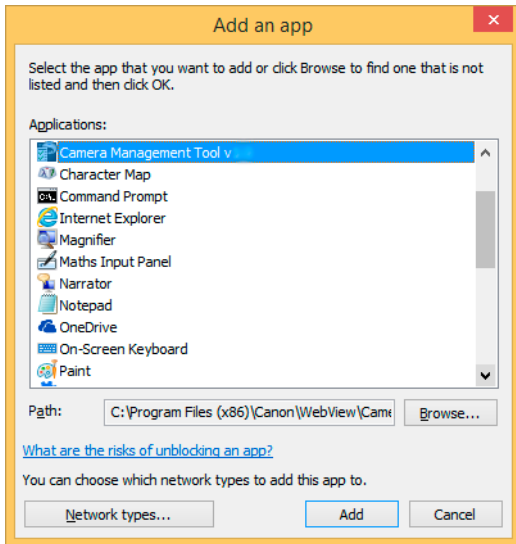 Add an app
Select the app that you want to add or click Browse to find one that is not
listed and then click OK.
Applications:
Camera Management Tool v
Character Map
C:\.
Command Prompt
Internet Explorer
Magnifier
Maths Input Panel
Narrator
Notepad
OneDrive
On-Screen Keyboard
Paint
Path:
C:\Program Files (x86)\Canon\WebView\Came
Browse...
What are the risks of unblocking an app?
You can choose which network types to add this app to.
Network types...
Add
Cancel